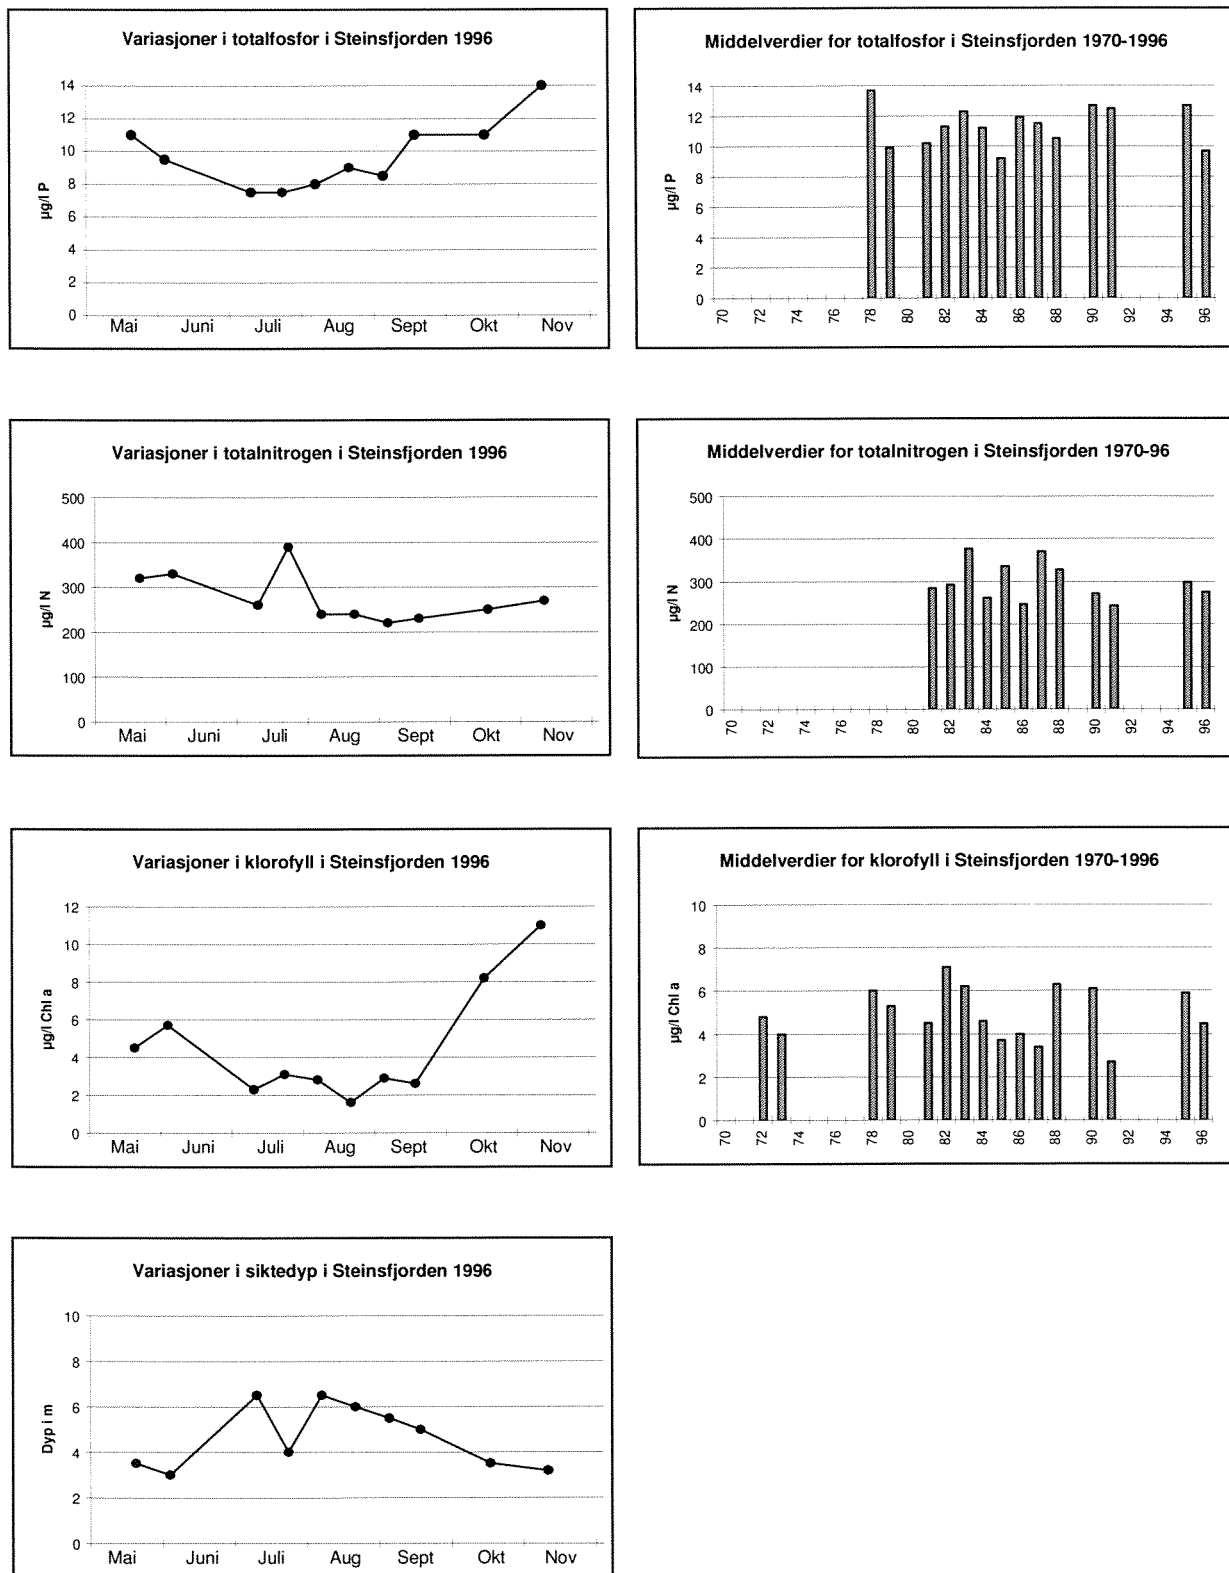 Variasjoner i totalfosfor i Steinsfjorden 1996
µg/l P
14
12
10
8
6
4
2
0
Mai Juni Juli Aug Sept Okt Nov
Middelverdier for totalfosfor i Steinsfjorden 1970-1996
µg/l P
14
12
10
8
6
4
2
0
70 72 74 76 78 80 82 84 86 88 90 92 94 96
Variasjoner i totalnitrogen i Steinsfjorden 1996
µg/l N
500
400
300
200
100
0
Mai Juni Juli Aug Sept Okt Nov
Middelverdier for totalnitrogen i Steinsfjorden 1970-96
µg/l N
500
400
300
200
100
0
70 72 74 76 78 80 82 84 86 88 90 92 94 96
Variasjoner i klorofyll i Steinsfjorden 1996
µg/l Chl a
12
10
8
6
4
2
0
Mai Juni Juli Aug Sept Okt Nov
Middelverdier for klorofyll i Steinsfjorden 1970-1996
µg/l Chl a
10
8
6
4
2
0
70 72 74 76 78 80 82 84 86 88 90 92 94 96
Variasjoner i siktedyp i Steinsfjorden 1996
Dyp i m
10
8
6
4
2
0
Mai Juni Juli Aug Sept Okt Nov